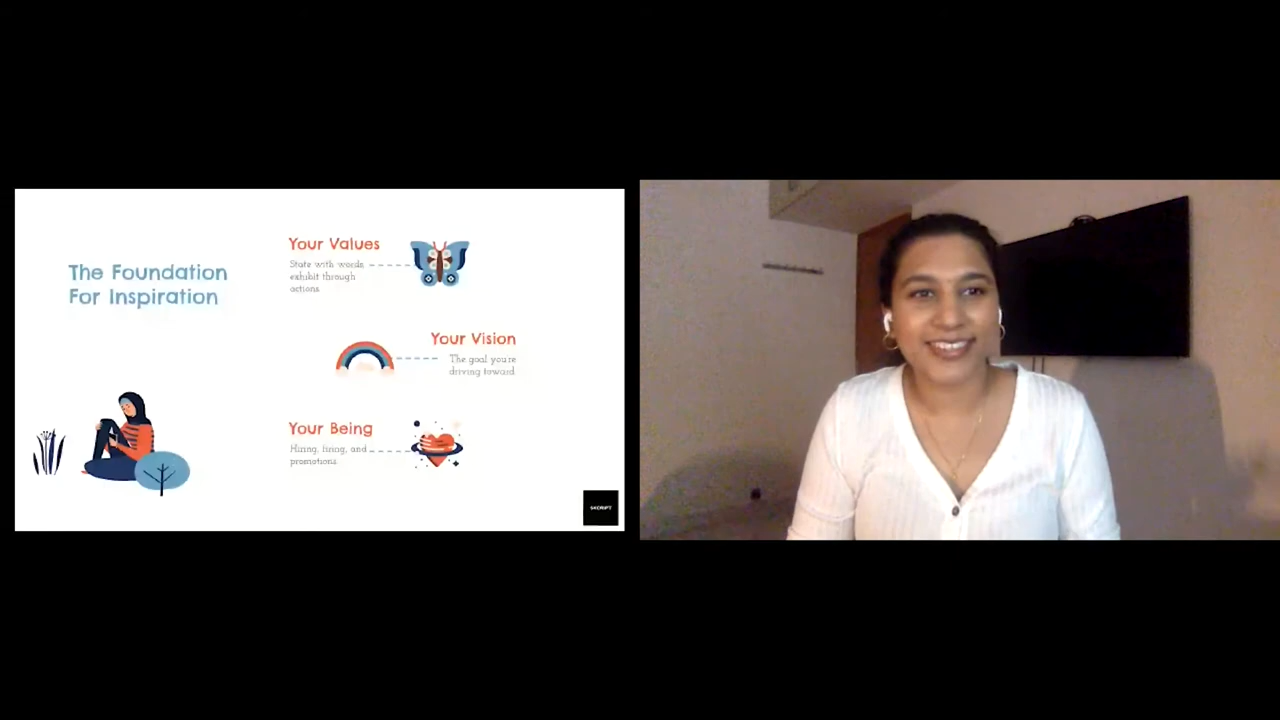 The Foundation
For Inspiration
Your Values
State with words,
exhibit through
actions.
Your Vision
The goal you're
driving toward.
Your Being
Hiring, firing, and
promotions.
SKCRIPT